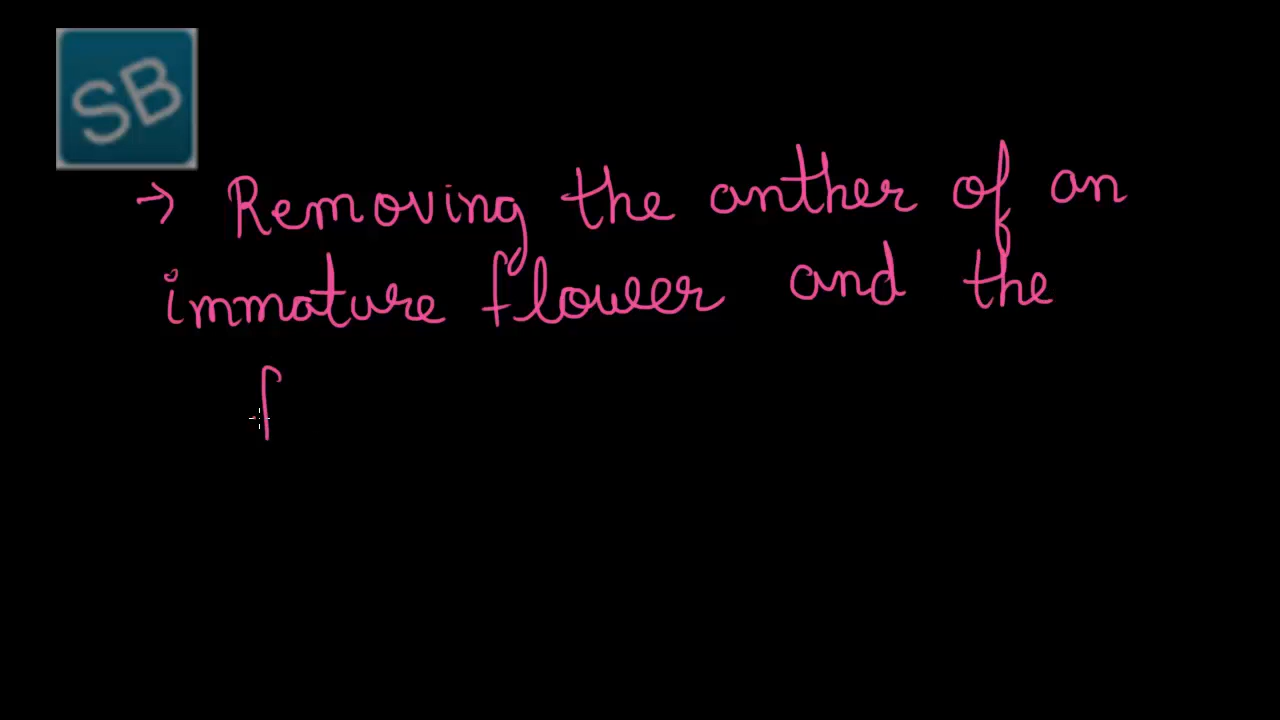 SB
→ Removing the anther of an
immature flower and the
f